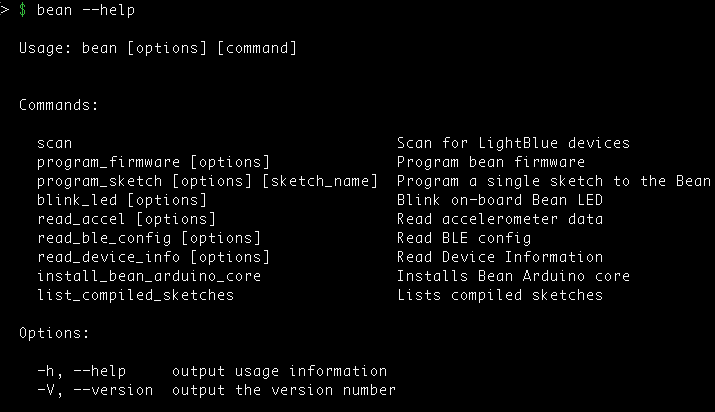 > $ bean --help
Usage: bean [options] [command]
Commands:
scan Scan for LightBlue devices
program_firmware [options] Program bean firmware
program_sketch [options] [sketch_name] Program a single sketch to the Bean
blink_led [options] Blink on-board Bean LED
read_accel [options] Read accelerometer data
read_ble_config [options] Read BLE config
read_device_info [options] Read Device Information
install_bean_arduino_core Installs Bean Arduino core
list_compiled_sketches Lists compiled sketches
Options:
-h, --help output usage information
-V, --version output the version number